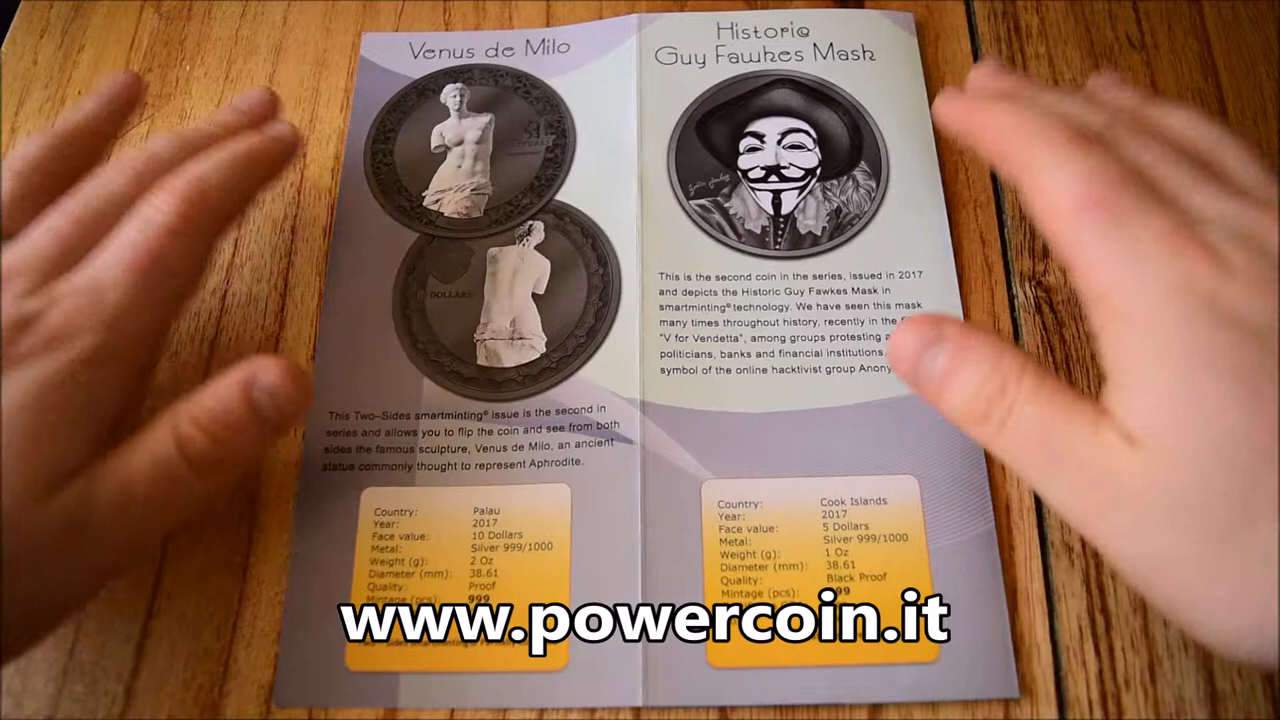 Venus de Milo
DOLLARS
This Two–Sides smartminting® issue is the second in
series and allows you to flip the coin and see from both
sides the famous sculpture, Venus de Milo, an ancient
statue commonly thought to represent Aphrodite.
Country: Palau
Year: 2017
Face value: 10 Dollars
Metal: Silver 999/1000
Weight (g): 2 Oz
Diameter (mm): 38.61
Quality: Proof
Mintage (pcs): 999
Historic
Guy Fawkes Mask
This is the second coin in the series, issued in 2017
and depicts the Historic Guy Fawkes Mask in
smartminting® technology. We have seen this mask
many times throughout history, recently in the
"V for Vendetta", among groups protesting
politicians, banks and financial institutions
symbol of the online hacktivist group
Country: Cook Islands
Year: 2017
Face value: 5 Dollars
Metal: Silver 999/1000
Weight (g): 1 Oz
Diameter (mm): 38.61
Quality: Black Proof
Mintage (pcs):
www.powercoin.it